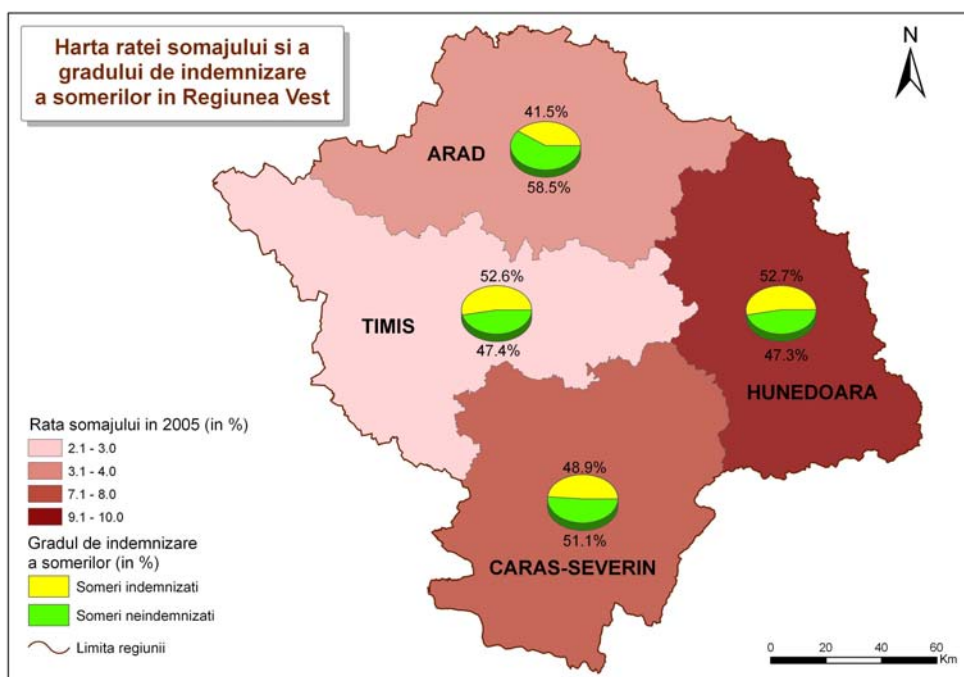 Harta ratei somajului si a
gradului de indemnizare
a somerilor in Regiunea Vest
N
41.5%
ARAD
58.5%
52.6%
TIMIS
47.4%
52.7%
47.3%
HUNEDOARA
48.9%
51.1%
CARAS-SEVERIN
Rata somajului in 2005 (in %)
2.1 - 3.0
3.1 - 4.0
7.1 - 8.0
9.1 - 10.0
Gradul de indemnizare
a somerilor (in %)
Someri indemnizati
Someri neindemnizati
Limita regiunii
0 20 40 60
Km